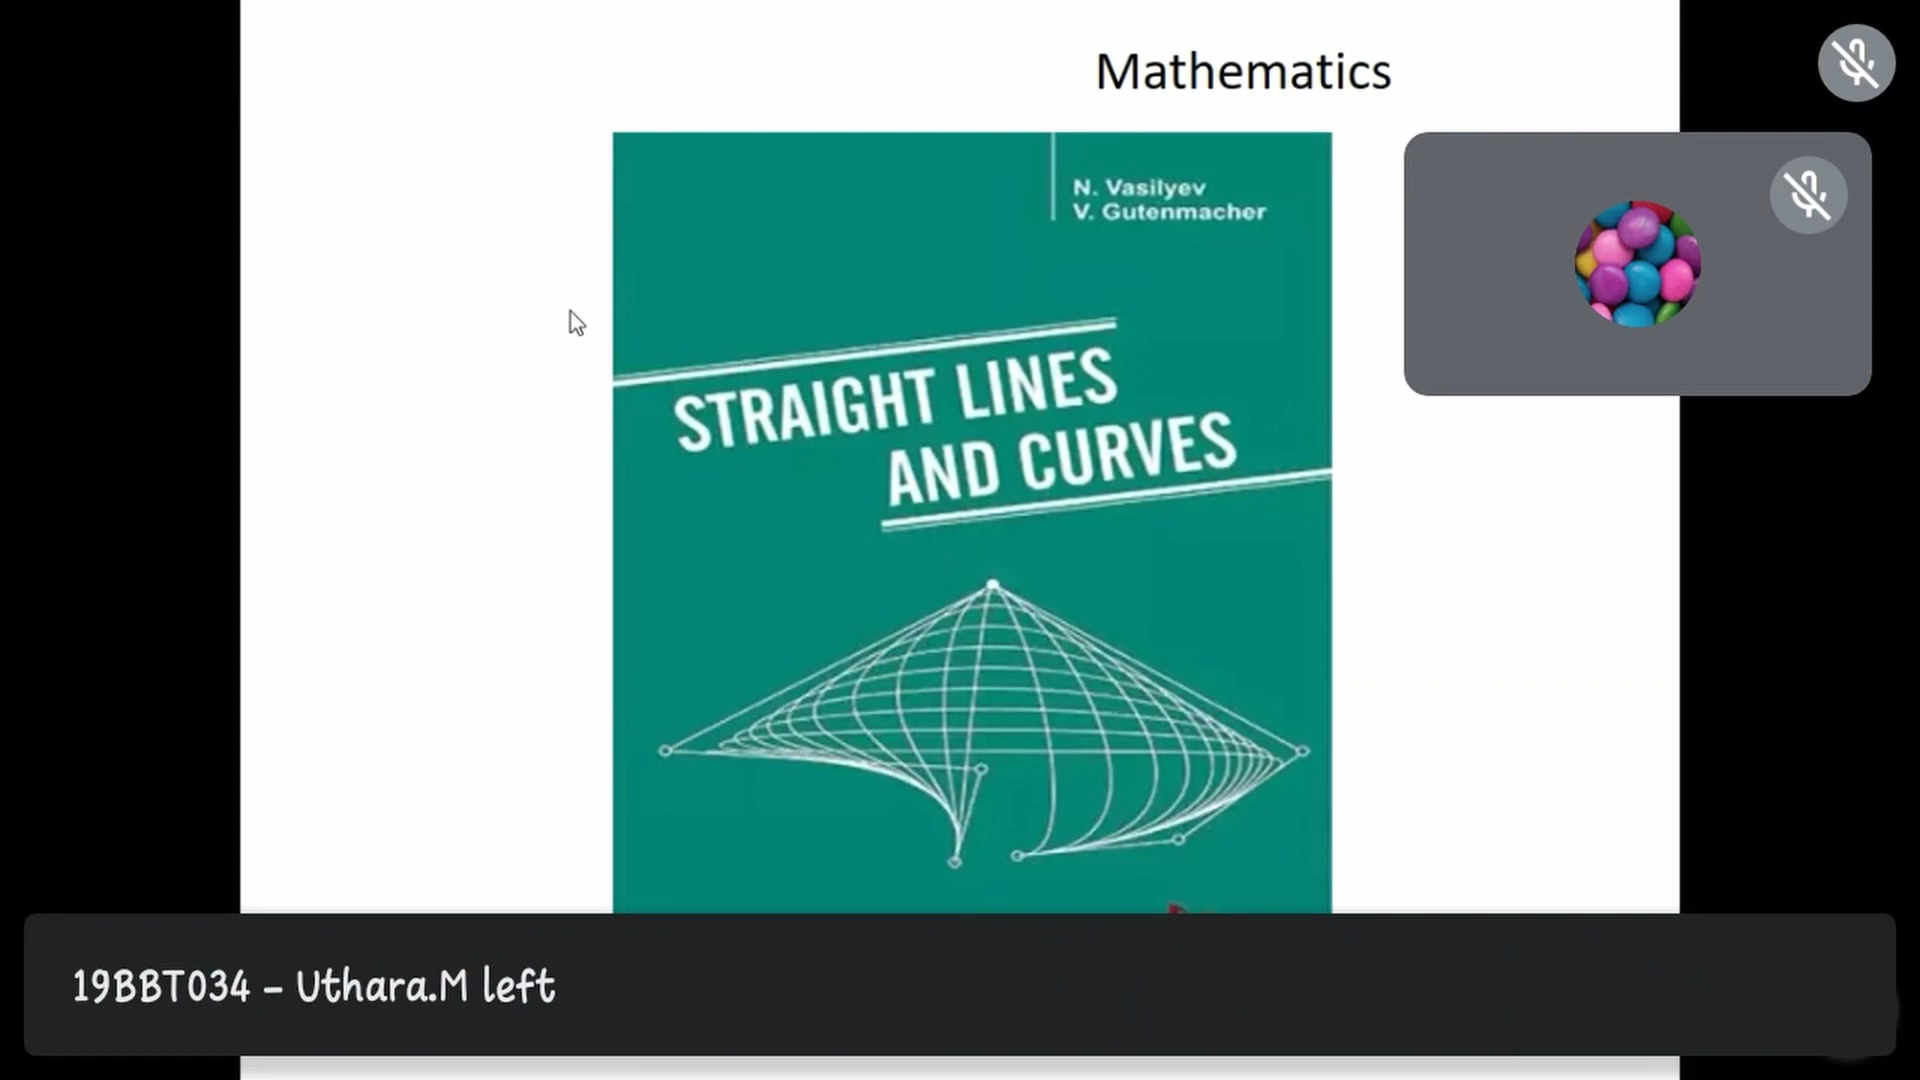 Mathematics
N. Vasilyev
V. Gutenmacher
STRAIGHT LINES
AND CURVES
19BBT034 – Uthara.M left